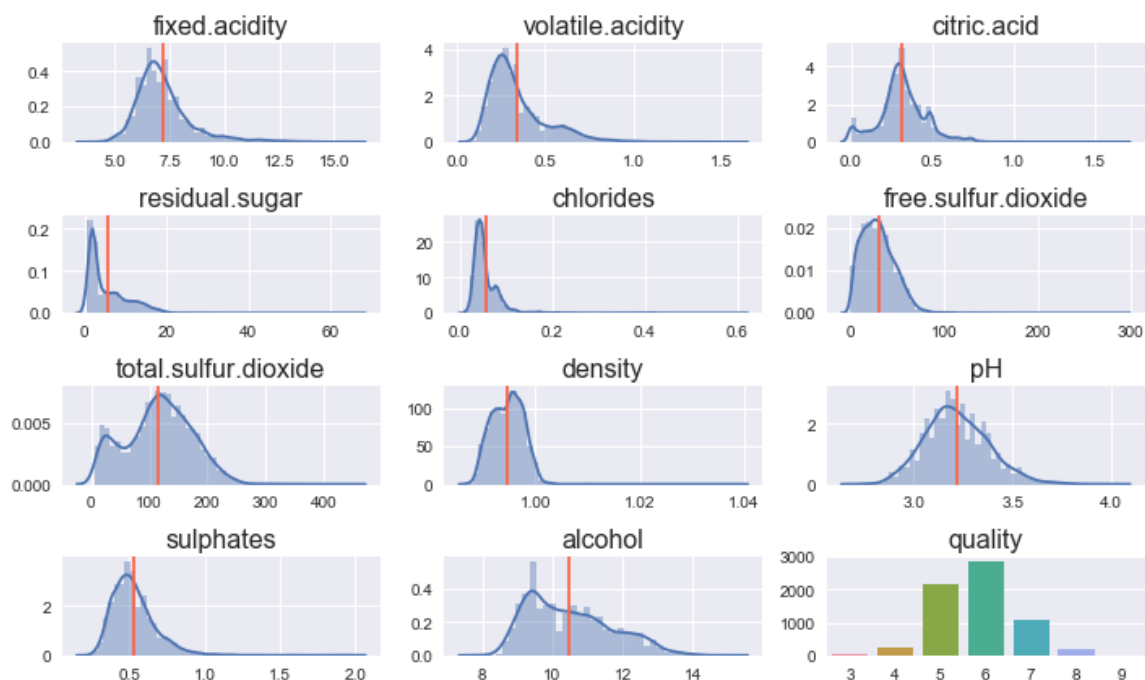 fixed.acidity volatile.acidity citric.acid
0.4 4 4
0.2 2 2
0.0 0 0
5.0 7.5 10.0 12.5 15.0 0.0 0.5 1.0 1.5 0.0 0.5 1.0 1.5
residual.sugar chlorides free.sulfur.dioxide
0.2 20 0.02
0.1 10 0.01
0.0 0 0.00
0 20 40 60 0.0 0.2 0.4 0.6 0 100 200 300
total.sulfur.dioxide density pH
0.005 100 2
50
0.000 0 0
0 100 200 300 400 1.00 1.02 1.04 3.0 3.5 4.0
sulphates alcohol quality
3000
2 0.4 2000
0.2 1000
0 0.0 0
0.5 1.0 1.5 2.0 8 10 12 14 3 4 5 6 7 8 9